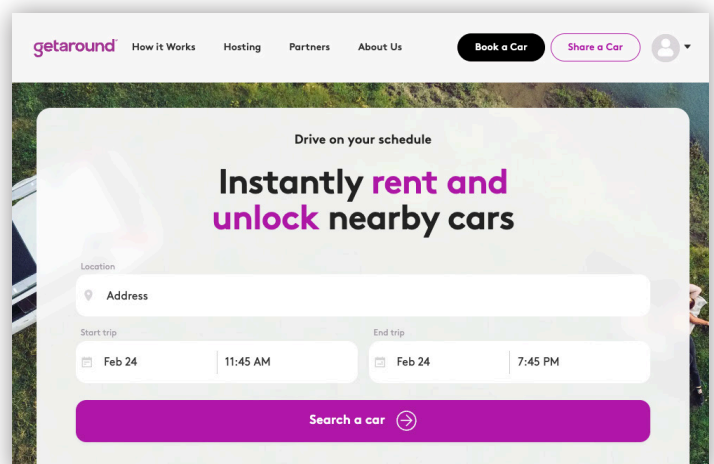 getaround
How it Works
Hosting
Partners
About Us
Book a Car
Share a Car
Drive on your schedule
Instantly rent and
unlock nearby cars
Location
Address
Start trip
End trip
Feb 24
11:45 AM
Feb 24
7:45 PM
Search a car